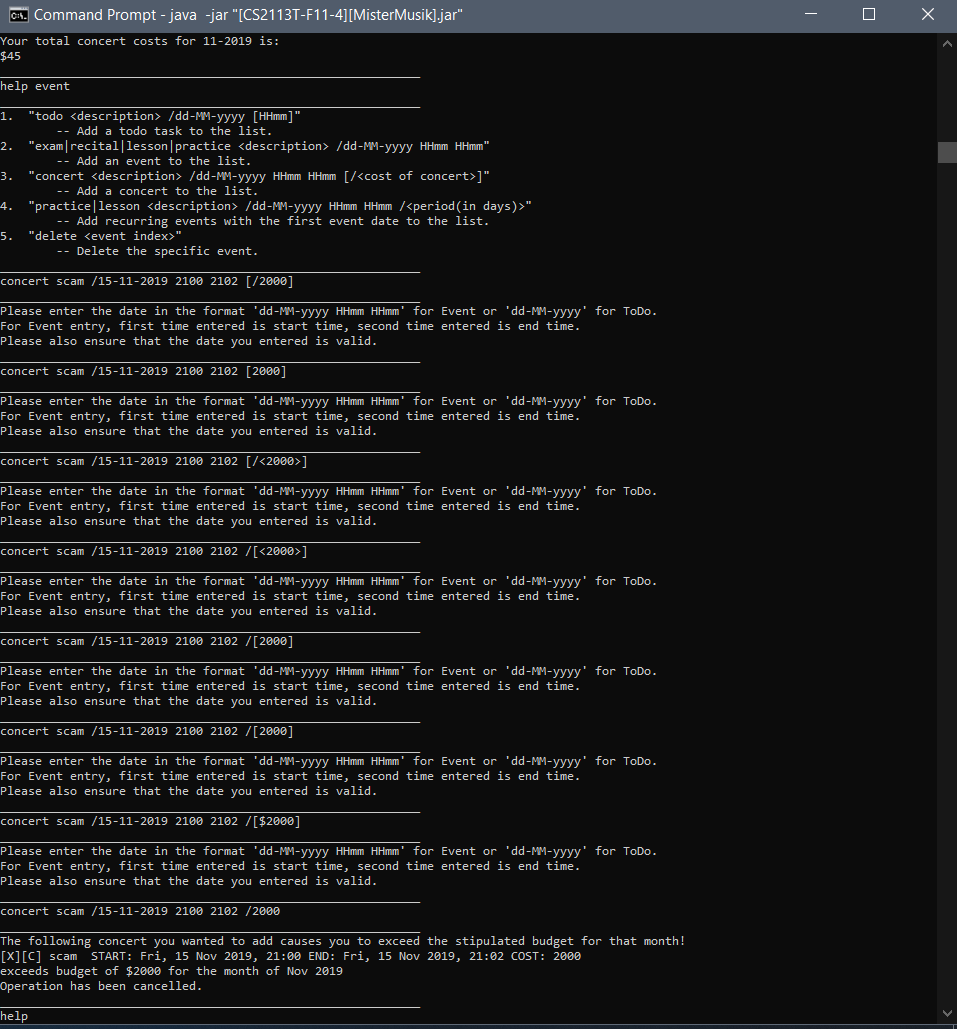 Command Prompt - java  -jar "[CS2113T-F11-4][MisterMusik].jar"
Your total concert costs for 11-2019 is:
$45
____________________________________________________________
help event
____________________________________________________________
1.  "todo <description> /dd-MM-yyyy [HHmm]"
        -- Add a todo task to the list.
2.  "exam|recital|lesson|practice <description> /dd-MM-yyyy HHmm HHmm"
        -- Add an event to the list.
3.  "concert <description> /dd-MM-yyyy HHmm HHmm [/<cost of concert>]"
        -- Add a concert to the list.
4.  "practice|lesson <description> /dd-MM-yyyy HHmm HHmm /<period(in days)>"
        -- Add recurring events with the first event date to the list.
5.  "delete <event index>"
        -- Delete the specific event.
____________________________________________________________
concert scam /15-11-2019 2100 2102 [/2000]
____________________________________________________________
Please enter the date in the format 'dd-MM-yyyy HHmm HHmm' for Event or 'dd-MM-yyyy' for ToDo.
For Event entry, first time entered is start time, second time entered is end time.
Please also ensure that the date you entered is valid.
____________________________________________________________
concert scam /15-11-2019 2100 2102 [2000]
____________________________________________________________
Please enter the date in the format 'dd-MM-yyyy HHmm HHmm' for Event or 'dd-MM-yyyy' for ToDo.
For Event entry, first time entered is start time, second time entered is end time.
Please also ensure that the date you entered is valid.
____________________________________________________________
concert scam /15-11-2019 2100 2102 [/<2000>]
____________________________________________________________
Please enter the date in the format 'dd-MM-yyyy HHmm HHmm' for Event or 'dd-MM-yyyy' for ToDo.
For Event entry, first time entered is start time, second time entered is end time.
Please also ensure that the date you entered is valid.
____________________________________________________________
concert scam /15-11-2019 2100 2102 /[<2000>]
____________________________________________________________
Please enter the date in the format 'dd-MM-yyyy HHmm HHmm' for Event or 'dd-MM-yyyy' for ToDo.
For Event entry, first time entered is start time, second time entered is end time.
Please also ensure that the date you entered is valid.
____________________________________________________________
concert scam /15-11-2019 2100 2102 /[2000]
____________________________________________________________
Please enter the date in the format 'dd-MM-yyyy HHmm HHmm' for Event or 'dd-MM-yyyy' for ToDo.
For Event entry, first time entered is start time, second time entered is end time.
Please also ensure that the date you entered is valid.
____________________________________________________________
concert scam /15-11-2019 2100 2102 /[2000]
____________________________________________________________
Please enter the date in the format 'dd-MM-yyyy HHmm HHmm' for Event or 'dd-MM-yyyy' for ToDo.
For Event entry, first time entered is start time, second time entered is end time.
Please also ensure that the date you entered is valid.
____________________________________________________________
concert scam /15-11-2019 2100 2102 /[$2000]
____________________________________________________________
Please enter the date in the format 'dd-MM-yyyy HHmm HHmm' for Event or 'dd-MM-yyyy' for ToDo.
For Event entry, first time entered is start time, second time entered is end time.
Please also ensure that the date you entered is valid.
____________________________________________________________
concert scam /15-11-2019 2100 2102 /2000
____________________________________________________________
The following concert you wanted to add causes you to exceed the stipulated budget for that month!
[X][C] scam  START: Fri, 15 Nov 2019, 21:00 END: Fri, 15 Nov 2019, 21:02 COST: 2000
exceeds budget of $2000 for the month of Nov 2019
Operation has been cancelled.
____________________________________________________________
help